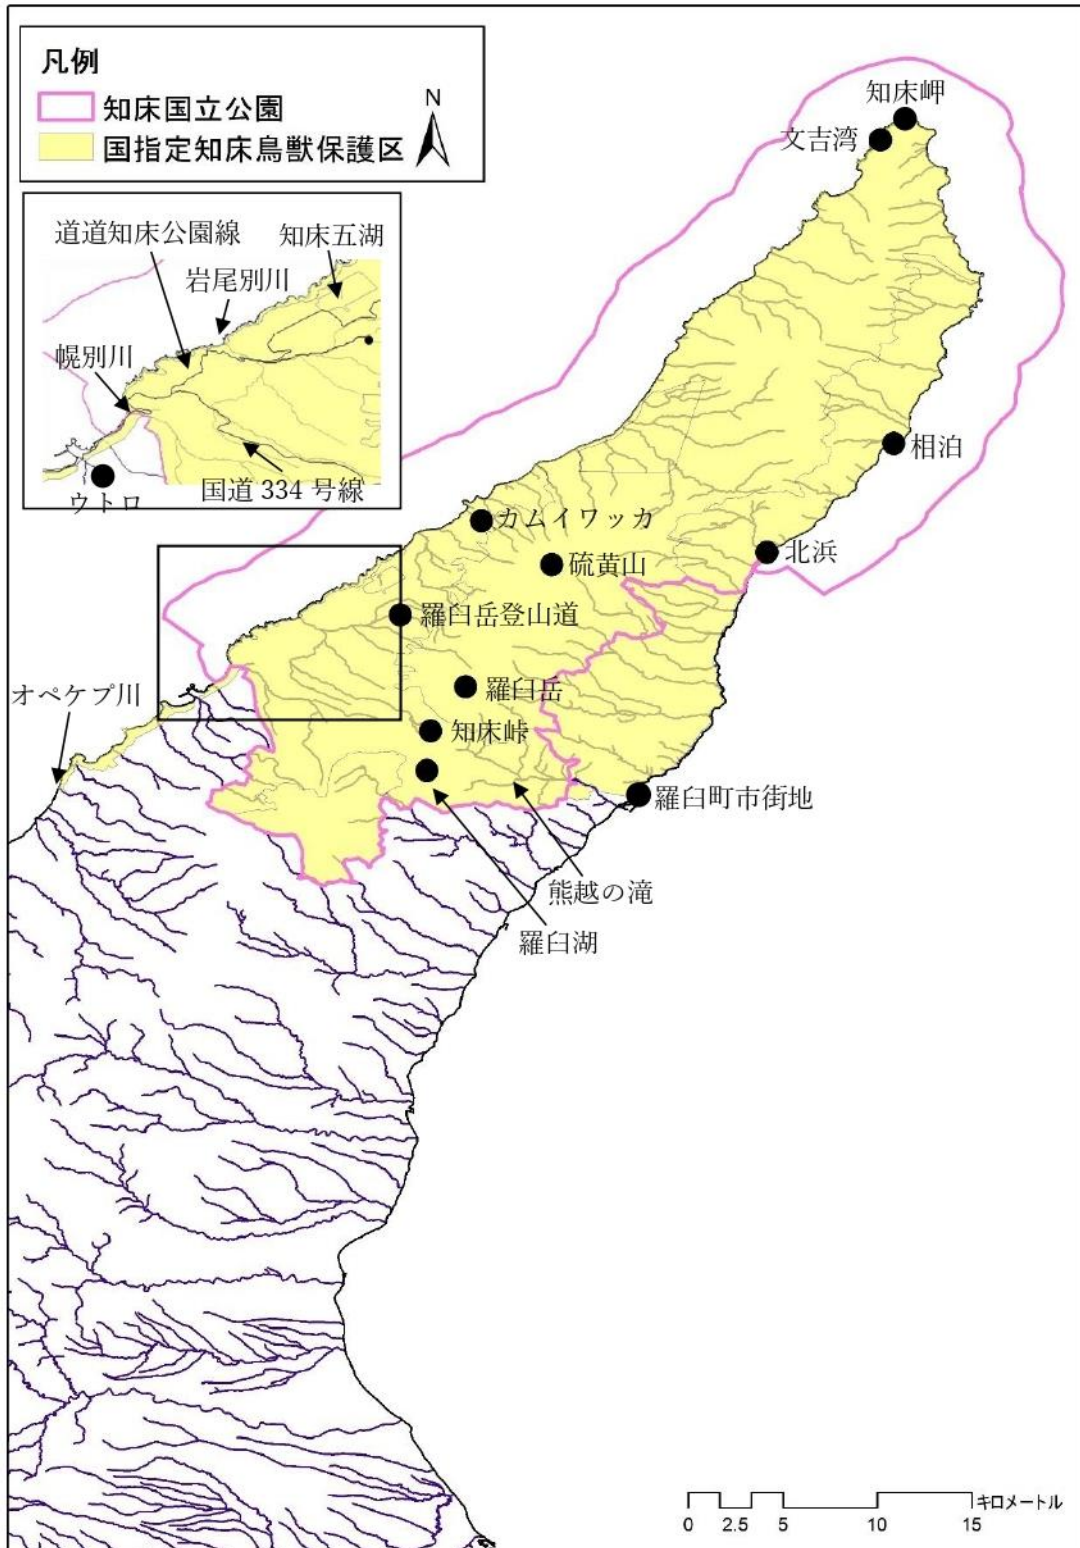 凡例
知床国立公園
国指定知床鳥獣保護区
N
道道知床公園線
知床五湖
岩尾別川
幌別川
国道 334 号線
ウトロ
知床岬
文吉湾
相泊
カムイワッカ
北浜
硫黄山
羅臼岳登山道
羅臼岳
オペケプ川
知床峠
羅臼町市街地
熊越の滝
羅臼湖
キロメートル
0 2.5 5 10 15